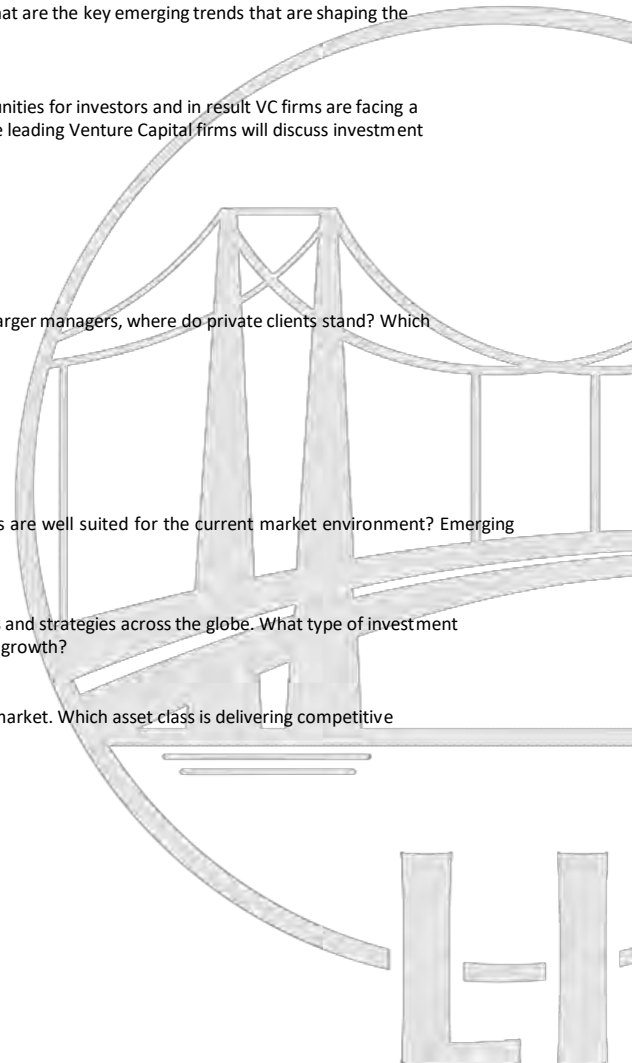 hat are the key emerging trends that are shaping the
unities for investors and in result VC firms are facing a
e leading Venture Capital firms will discuss investment
arger managers, where do private clients stand? Which
s are well suited for the current market environment? Emerging
s and strategies across the globe. What type of investment
growth?
market. Which asset class is delivering competitive